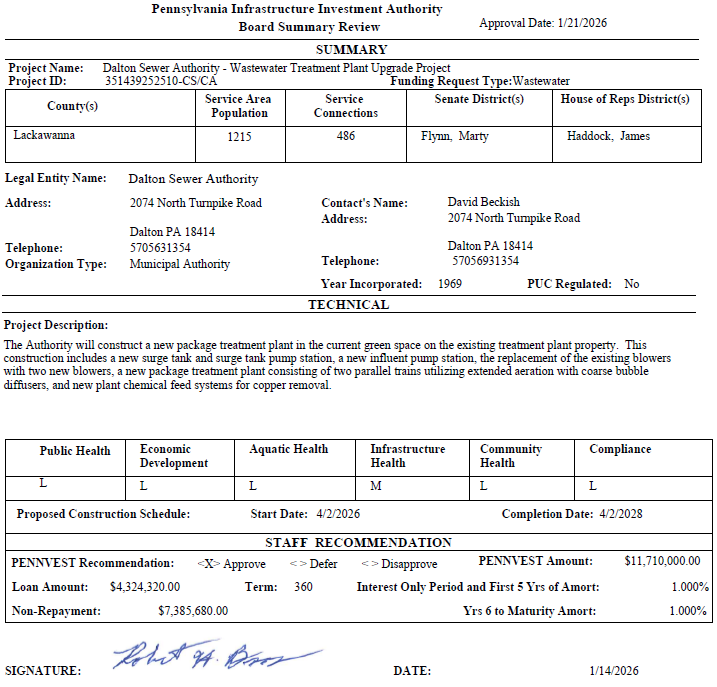 Pennsylvania Infrastructure Investment Authority
Board Summary Review
Approval Date: 1/21/2026
SUMMARY
Project Name: Dalton Sewer Authority - Wastewater Treatment Plant Upgrade Project
Project ID: 351439252510-CS/CA Funding Request Type:Wastewater
County(s) Service Area Population Service Connections Senate District(s) House of Reps District(s)
Lackawanna 1215 486 Flynn, Marty Haddock, James
Legal Entity Name: Dalton Sewer Authority
Address: 2074 North Turnpike Road
Dalton PA 18414
Telephone: 5705631354
Organization Type: Municipal Authority
Contact's Name: David Beckish
Address: 2074 North Turnpike Road
Dalton PA 18414
Telephone: 57056931354
Year Incorporated: 1969 PUC Regulated: No
TECHNICAL
Project Description:
The Authority will construct a new package treatment plant in the current green space on the existing treatment plant property. This
construction includes a new surge tank and surge tank pump station, a new influent pump station, the replacement of the existing blowers
with two new blowers, a new package treatment plant consisting of two parallel trains utilizing extended aeration with coarse bubble
diffusers, and new plant chemical feed systems for copper removal.
Public Health Economic Development Aquatic Health Infrastructure Health Community Health Compliance
L L L M L L
Proposed Construction Schedule: Start Date: 4/2/2026 Completion Date: 4/2/2028
STAFF RECOMMENDATION
PENNVEST Recommendation: <X> Approve < > Defer < > Disapprove PENNVEST Amount: $11,710,000.00
Loan Amount: $4,324,320.00 Term: 360 Interest Only Period and First 5 Yrs of Amort: 1.000%
Non-Repayment: $7,385,680.00 Yrs 6 to Maturity Amort: 1.000%
SIGNATURE: DATE: 1/14/2026